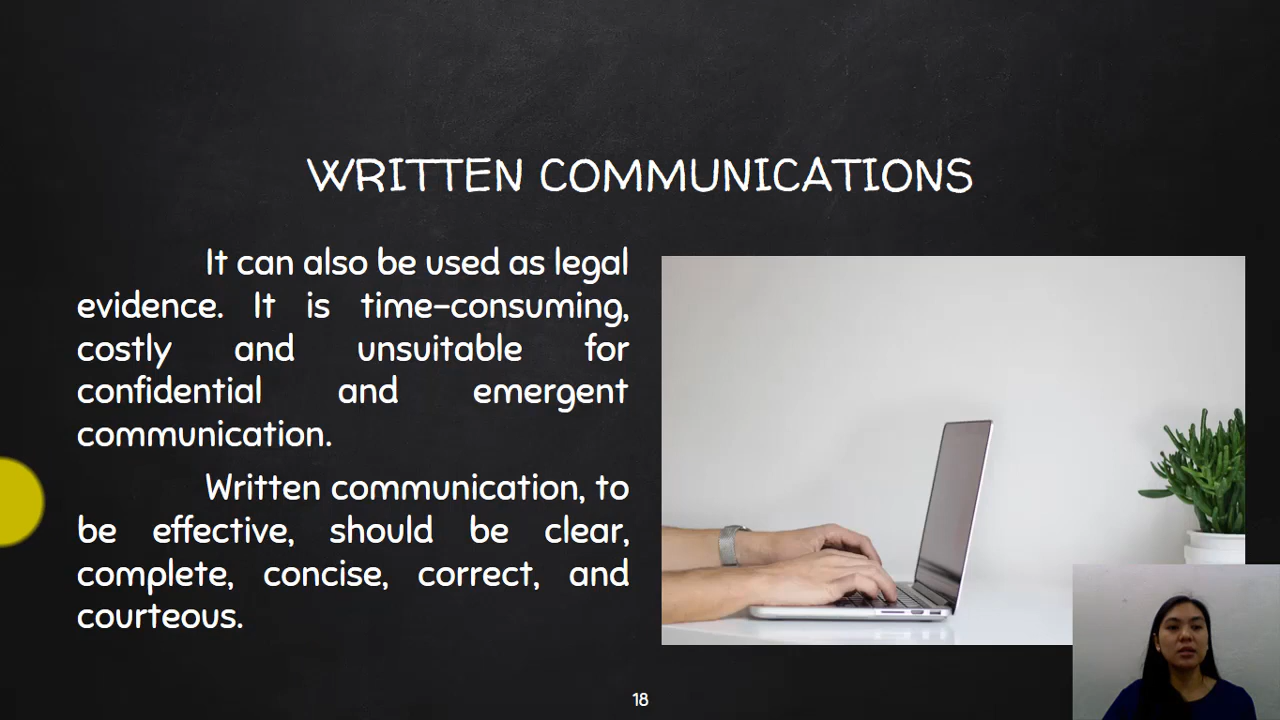 WRITTEN COMMUNICATIONS
It can also be used as legal
evidence. It is time-consuming,
costly and unsuitable for
confidential and emergent
communication.
Written communication, to
be effective, should be clear,
complete, concise, correct, and
courteous.
18